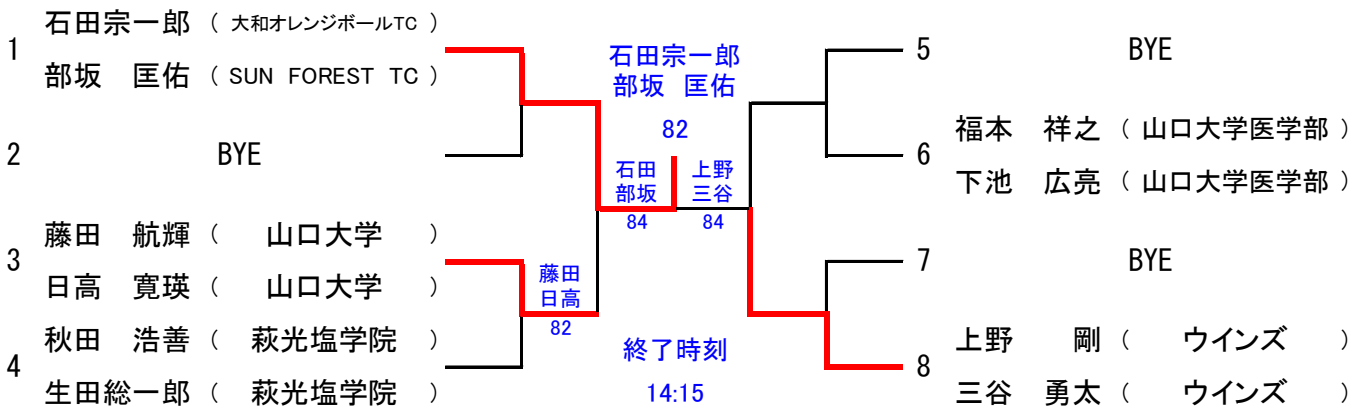 1
石田宗一郎 ( 大和オレンジボールTC )
部坂　匡佑 ( SUN FOREST TC )
2
BYE
3
藤田　航輝 ( 山口大学 )
日高　寛瑛 ( 山口大学 )
4
秋田　浩善 ( 萩光塩学院 )
生田総一郎 ( 萩光塩学院 )
藤田
日高
82
石田宗一郎
部坂 匡佑
82
石田
部坂
84
上野
三谷
84
終了時刻
14:15
5
BYE
6
福本　祥之 ( 山口大学医学部 )
下池　広亮 ( 山口大学医学部 )
7
BYE
8
上野　　剛 ( ウインズ )
三谷　勇太 ( ウインズ )